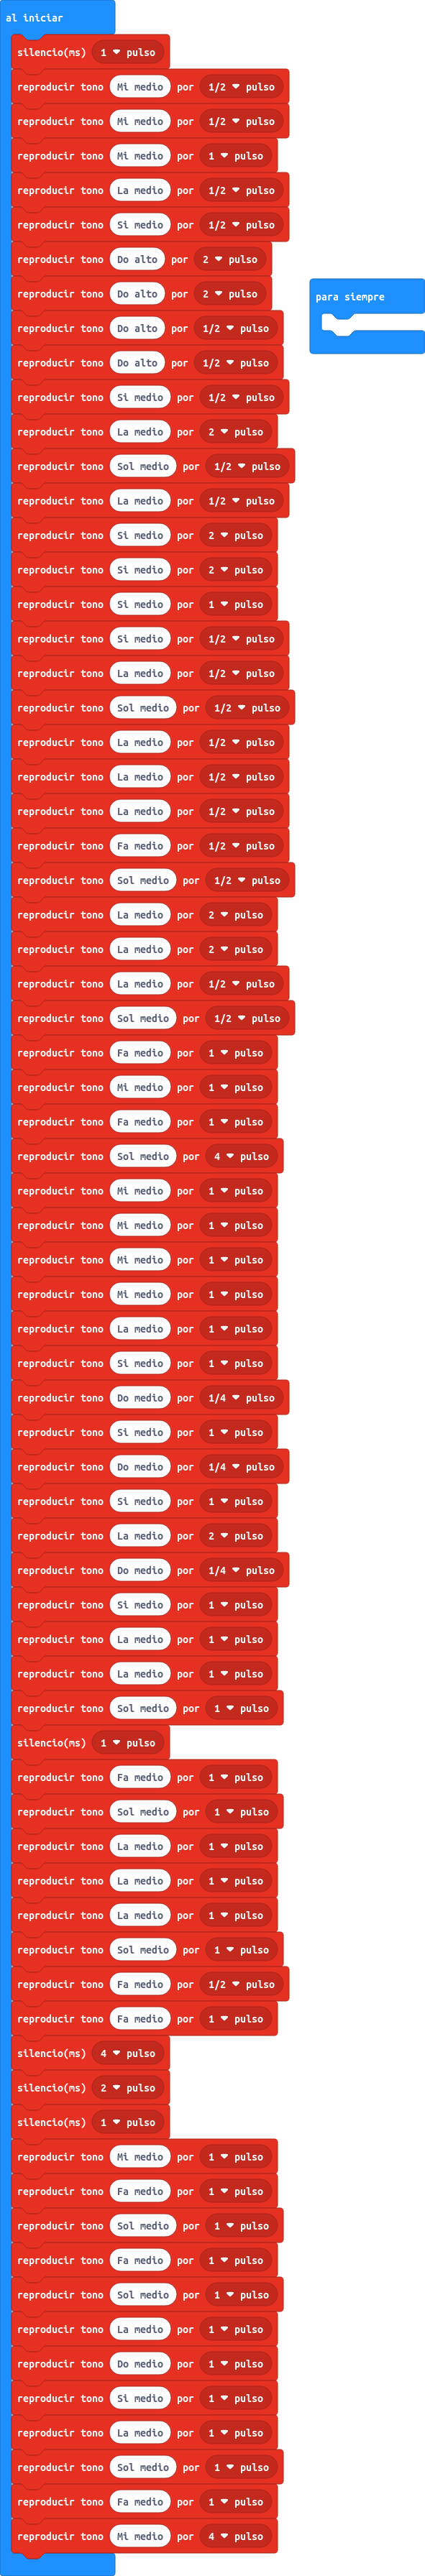 al iniciar
silencio(ms) 1 pulso
reproducir tono Mi medio por 1/2 pulso
reproducir tono Mi medio por 1/2 pulso
reproducir tono Mi medio por 1 pulso
reproducir tono La medio por 1/2 pulso
reproducir tono Si medio por 1/2 pulso
reproducir tono Do alto por 2 pulso
reproducir tono Do alto por 2 pulso
para siempre
reproducir tono Do alto por 1/2 pulso
reproducir tono Do alto por 1/2 pulso
reproducir tono Si medio por 1/2 pulso
reproducir tono La medio por 2 pulso
reproducir tono Sol medio por 1/2 pulso
reproducir tono La medio por 1/2 pulso
reproducir tono Si medio por 2 pulso
reproducir tono Si medio por 2 pulso
reproducir tono Si medio por 1 pulso
reproducir tono Si medio por 1/2 pulso
reproducir tono La medio por 1/2 pulso
reproducir tono Sol medio por 1/2 pulso
reproducir tono La medio por 1/2 pulso
reproducir tono La medio por 1/2 pulso
reproducir tono La medio por 1/2 pulso
reproducir tono Fa medio por 1/2 pulso
reproducir tono Sol medio por 1/2 pulso
reproducir tono La medio por 2 pulso
reproducir tono La medio por 2 pulso
reproducir tono La medio por 1/2 pulso
reproducir tono Sol medio por 1/2 pulso
reproducir tono Fa medio por 1 pulso
reproducir tono Mi medio por 1 pulso
reproducir tono Fa medio por 1 pulso
reproducir tono Sol medio por 4 pulso
reproducir tono Mi medio por 1 pulso
reproducir tono Mi medio por 1 pulso
reproducir tono Mi medio por 1 pulso
reproducir tono Mi medio por 1 pulso
reproducir tono La medio por 1 pulso
reproducir tono Si medio por 1 pulso
reproducir tono Do medio por 1/4 pulso
reproducir tono Si medio por 1 pulso
reproducir tono Do medio por 1/4 pulso
reproducir tono Si medio por 1 pulso
reproducir tono La medio por 2 pulso
reproducir tono Do medio por 1/4 pulso
reproducir tono Si medio por 1 pulso
reproducir tono La medio por 1 pulso
reproducir tono La medio por 1 pulso
reproducir tono Sol medio por 1 pulso
silencio(ms) 1 pulso
reproducir tono Fa medio por 1 pulso
reproducir tono Sol medio por 1 pulso
reproducir tono La medio por 1 pulso
reproducir tono La medio por 1 pulso
reproducir tono La medio por 1 pulso
reproducir tono Sol medio por 1 pulso
reproducir tono Fa medio por 1/2 pulso
reproducir tono Fa medio por 1 pulso
silencio(ms) 4 pulso
silencio(ms) 2 pulso
silencio(ms) 1 pulso
reproducir tono Mi medio por 1 pulso
reproducir tono Fa medio por 1 pulso
reproducir tono Sol medio por 1 pulso
reproducir tono Fa medio por 1 pulso
reproducir tono Sol medio por 1 pulso
reproducir tono La medio por 1 pulso
reproducir tono Do medio por 1 pulso
reproducir tono Si medio por 1 pulso
reproducir tono La medio por 1 pulso
reproducir tono Sol medio por 1 pulso
reproducir tono Fa medio por 1 pulso
reproducir tono Mi medio por 4 pulso